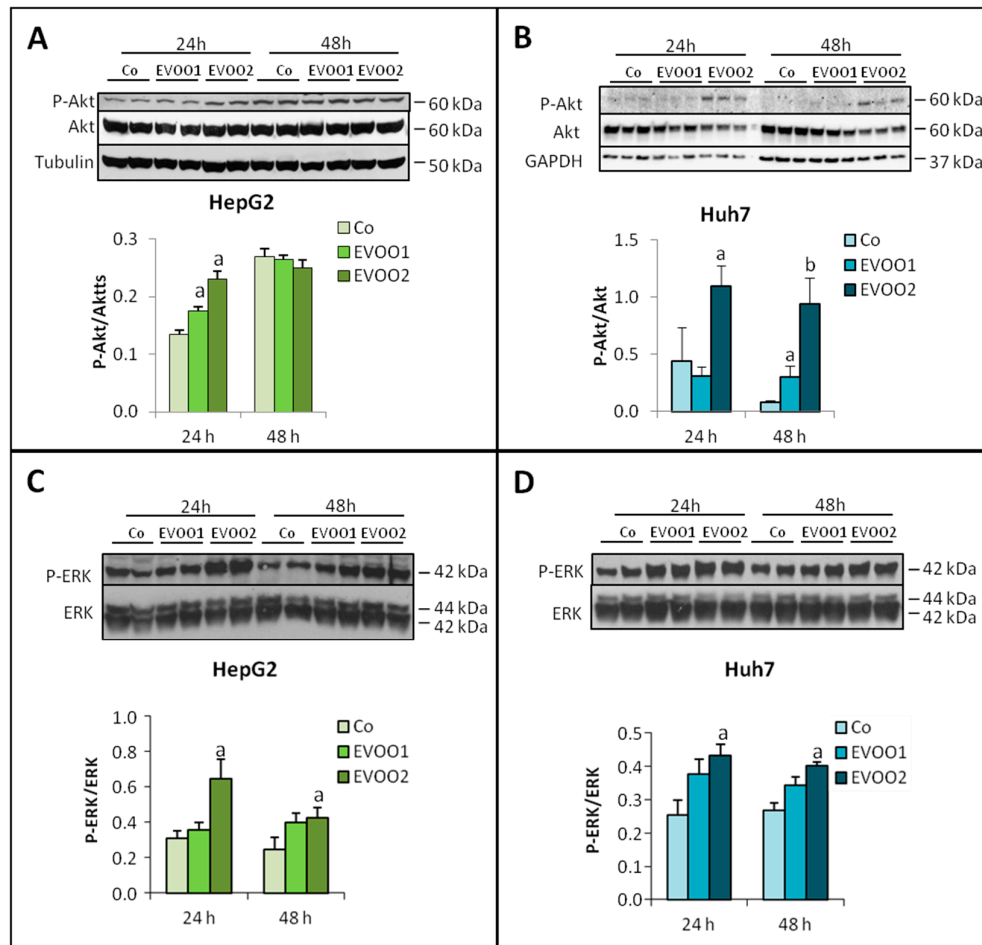 A
24h 48h
Co EVOO1 EVOO2 Co EVOO1 EVOO2
P-Akt 60 kDa
Akt 60 kDa
Tubulin 50 kDa
HepG2
Co
EVOO1
EVOO2
P-Akt/Aktts
0.3
0.2
0.1
0.0
a
a
24 h 48 h
B
24h 48h
Co EVOO1 EVOO2 Co EVOO1 EVOO2
P-Akt 60 kDa
Akt 60 kDa
GAPDH 37 kDa
Huh7
Co
EVOO1
EVOO2
P-Akt/Akt
1.5
1.0
0.5
0.0
a
a
b
24 h 48 h
C
24h 48h
Co EVOO1 EVOO2 Co EVOO1 EVOO2
P-ERK 42 kDa
ERK 44 kDa
42 kDa
HepG2
Co
EVOO1
EVOO2
P-ERK/ERK
1.0
0.8
0.6
0.4
0.2
0.0
a
a
24 h 48 h
D
24h 48h
Co EVOO1 EVOO2 Co EVOO1 EVOO2
P-ERK 42 kDa
ERK 44 kDa
42 kDa
Huh7
Co
EVOO1
EVOO2
P-ERK/ERK
0.5
0.4
0.3
0.2
0.1
0.0
a
a
24 h 48 h